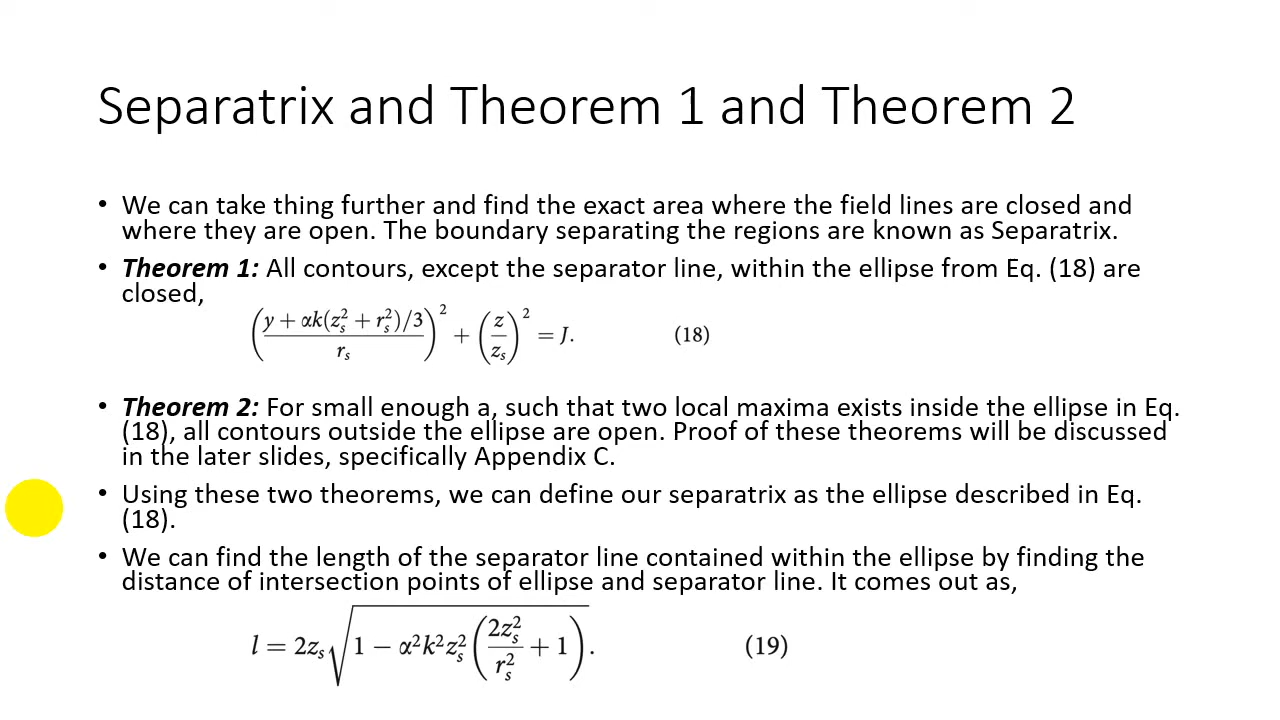 Separatrix and Theorem 1 and Theorem 2
• We can take thing further and find the exact area where the field lines are closed and
where they are open. The boundary separating the regions are known as Separatrix.
• Theorem 1: All contours, except the separator line, within the ellipse from Eq. (18) are
closed,
((y + αk(z_s^2 + r_s^2)/3)/r_s)^2 + (z/z_s)^2 = J. (18)
• Theorem 2: For small enough a, such that two local maxima exists inside the ellipse in Eq.
(18), all contours outside the ellipse are open. Proof of these theorems will be discussed
in the later slides, specifically Appendix C.
• Using these two theorems, we can define our separatrix as the ellipse described in Eq.
(18).
• We can find the length of the separator line contained within the ellipse by finding the
distance of intersection points of ellipse and separator line. It comes out as,
l = 2z_s√(1 − α^2k^2z_s^2(2z_s^2/r_s^2 + 1)). (19)